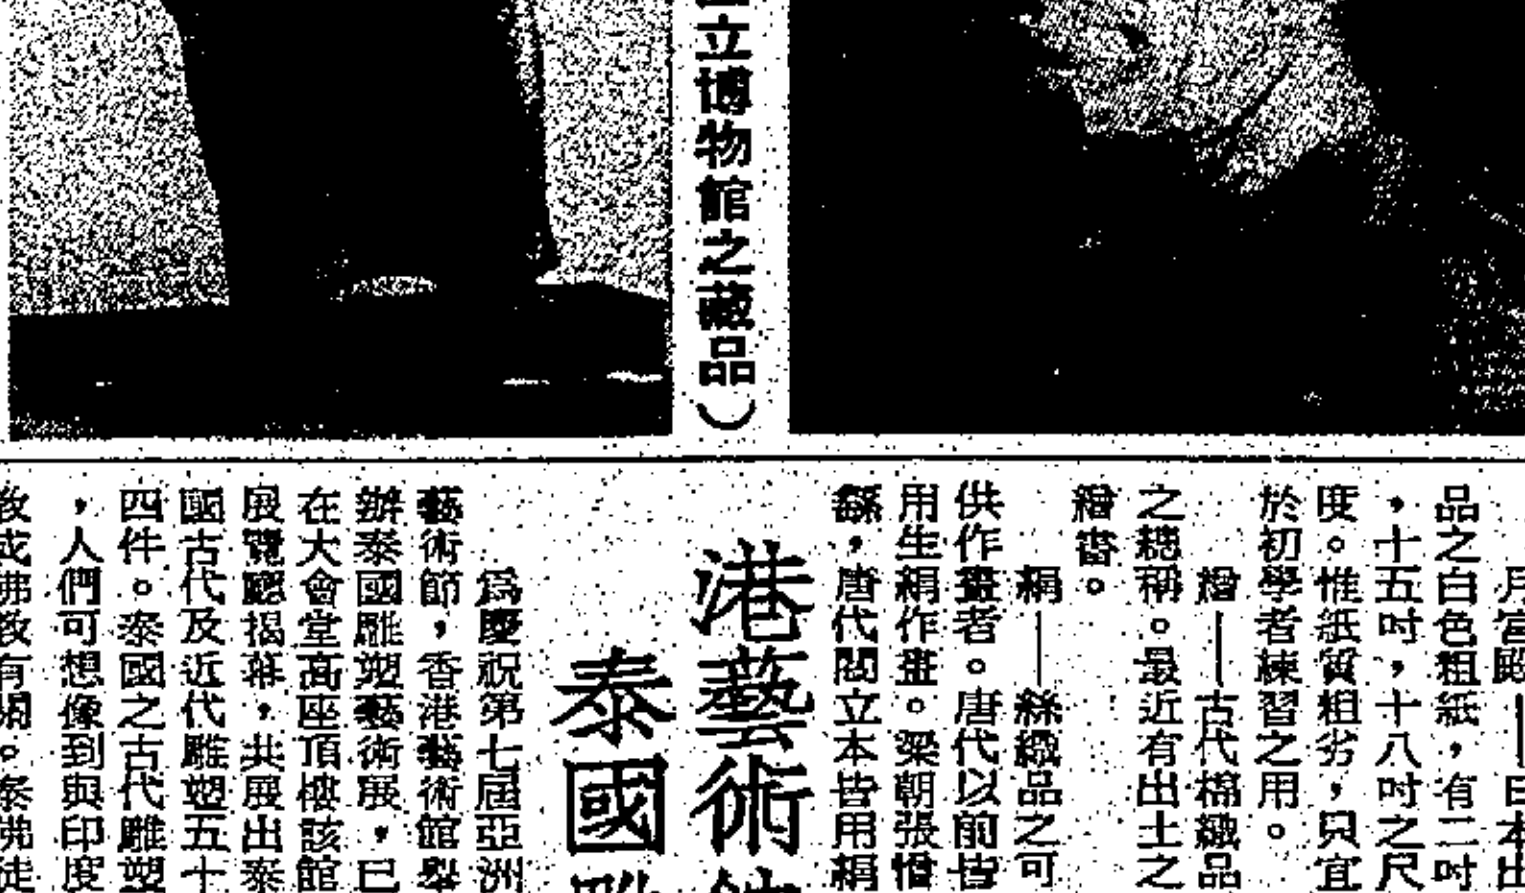 立博物館之藏品）
月宮殿——日本出
品之白色粗紙，有二吋
，十五吋，十八吋之尺
度。惟紙質粗劣，只宜
於初學者練習之用。
繒——古代棉織品
之總稱。最近有出土之
繒書。
絹——絲織品之可
供作畫者。唐代以前皆
用生絹作畫。梁朝張僧
繇，唐代閻立本皆用絹
港藝術
泰國
為慶祝第七屆亞洲
藝術節，香港藝術館舉
辦泰國雕塑藝術展，已
在大會堂高座頂樓該館
展覽廳揭幕，共展出泰
國古代及近代雕塑五十
四件。泰國之古代雕塑
，人們可想像到與印度
教或佛教有關。泰佛徒